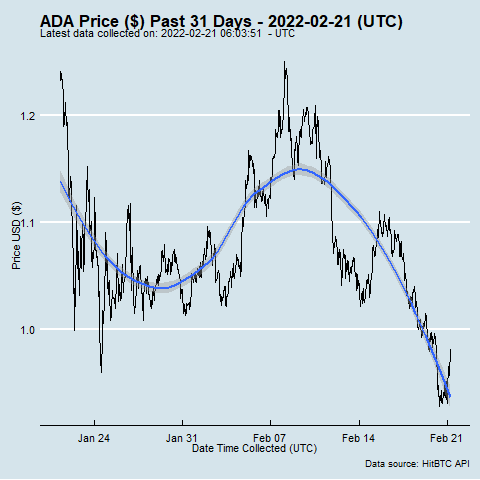 ADA Price ($) Past 31 Days - 2022-02-21 (UTC)
Latest data collected on: 2022-02-21 06:03:51  - UTC
Price USD ($)
1.2
1.1
1.0
Jan 24
Jan 31
Feb 07
Feb 14
Feb 21
Date Time Collected (UTC)
Data source: HitBTC API